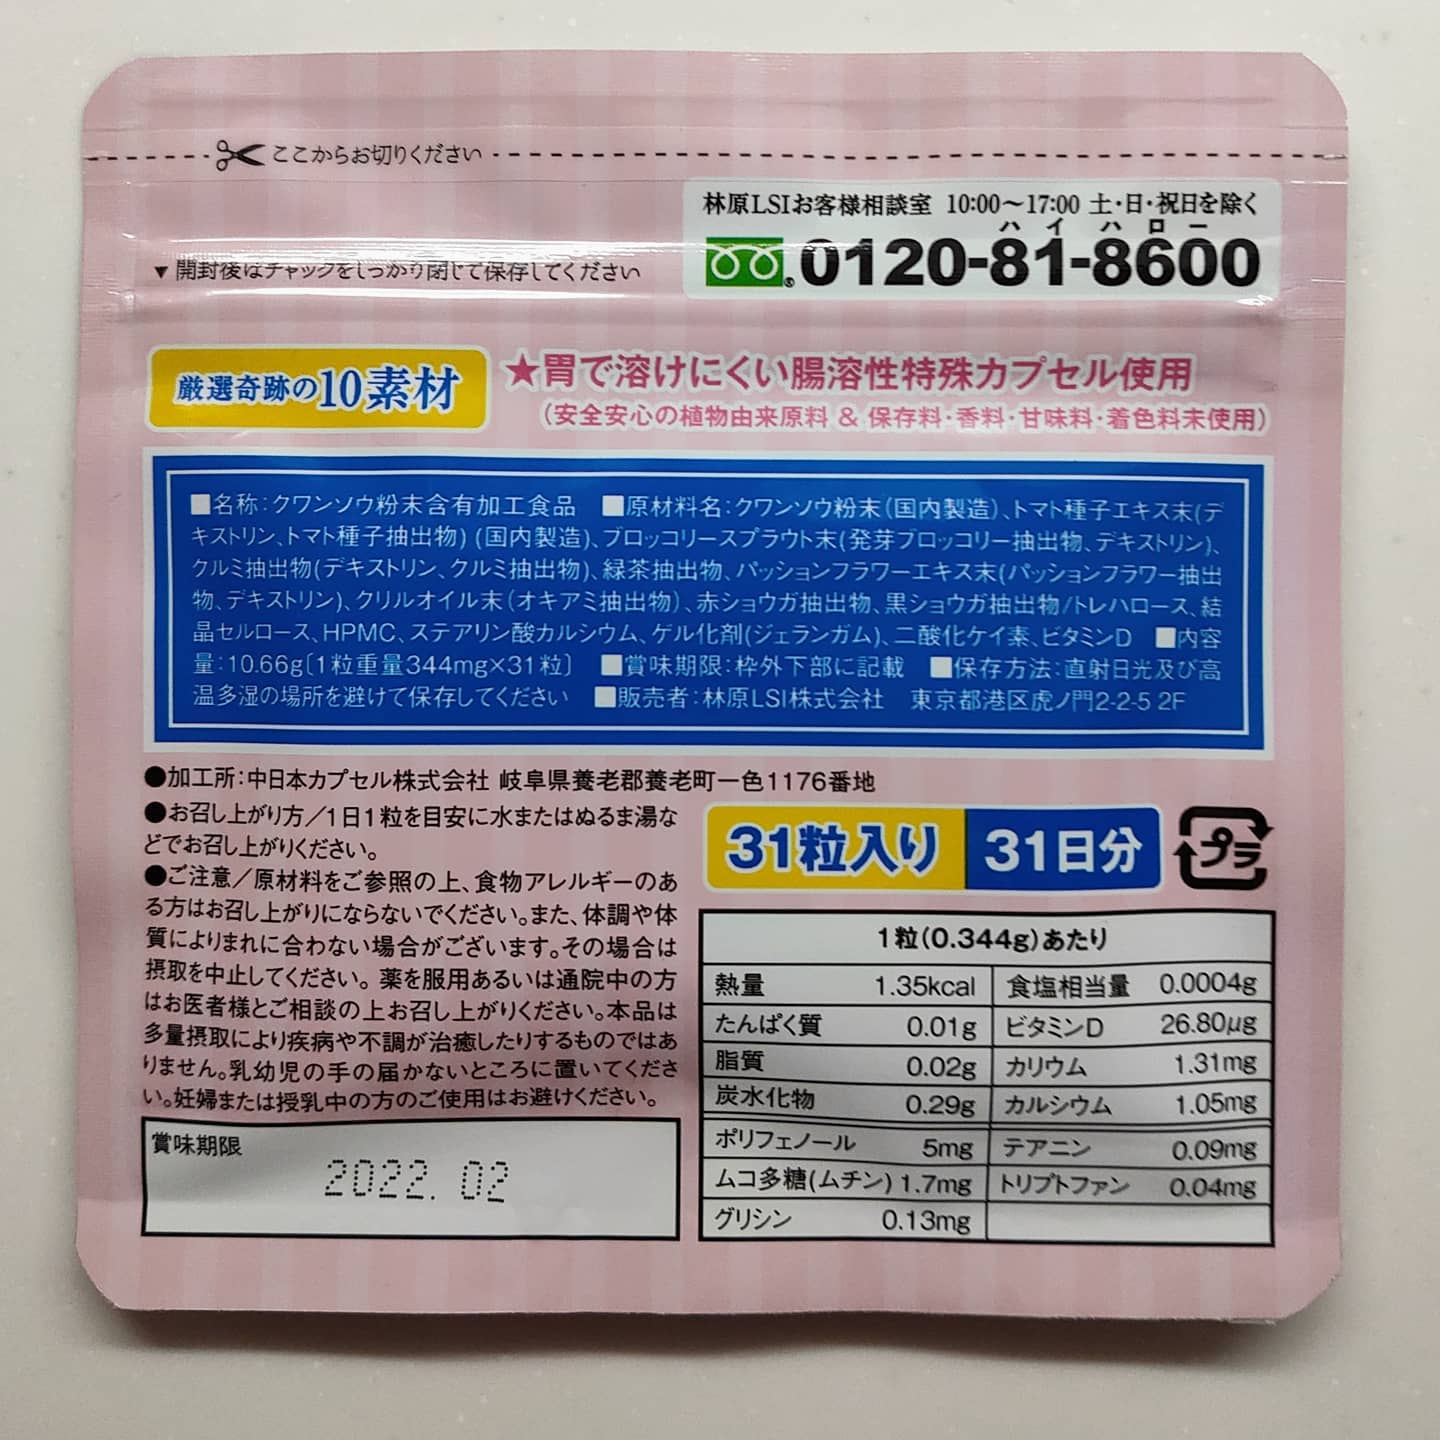 ここからお切りください
林原LSIお客様相談室 10:00〜17:00 土・日・祝日を除く
ハイ ハロー
0120-81-8600
▼開封後はチャックをしっかり閉じて保存してください
厳選奇跡の10素材
★胃で溶けにくい腸溶性特殊カプセル使用
(安全安心の植物由来原料 & 保存料・香料・甘味料・着色料未使用)
■名称:クワンソウ粉末含有加工食品 ■原材料名:クワンソウ粉末(国内製造)、トマト種子エキス末(デ
キストリン、トマト種子抽出物)(国内製造)、ブロッコリースプラウト末(発芽ブロッコリー抽出物、デキストリン)、
クルミ抽出物(デキストリン、クルミ抽出物)、緑茶抽出物、パッションフラワーエキス末(パッションフラワー抽出
物、デキストリン)、クリルオイル末(オキアミ抽出物)、赤ショウガ抽出物、黒ショウガ抽出物/トレハロース、結
晶セルロース、HPMC、ステアリン酸カルシウム、ゲル化剤(ジェランガム)、二酸化ケイ素、ビタミンD ■内容
量:10.66g〔1粒重量344mg×31粒〕 ■賞味期限:枠外下部に記載 ■保存方法:直射日光及び高
温多湿の場所を避けて保存してください ■販売者:林原LSI株式会社 東京都港区虎ノ門2-2-5 2F
●加工所:中日本カプセル株式会社 岐阜県養老郡養老町一色1176番地
●お召し上がり方/1日1粒を目安に水またはぬるま湯な
どでお召し上がりください。
●ご注意/原材料をご参照の上、食物アレルギーのあ
る方はお召し上がりにならないでください。また、体調や体
質によりまれに合わない場合がございます。その場合は
摂取を中止してください。薬を服用あるいは通院中の方
はお医者様とご相談の上お召し上がりください。本品は
多量摂取により疾病や不調が治癒したりするものではあ
りません。乳幼児の手の届かないところに置いてくださ
い。妊婦または授乳中の方のご使用はお避けください。
賞味期限
2022. 02
31粒入り 31日分
プラ
1粒(0.344g)あたり
熱量 1.35kcal 食塩相当量 0.0004g
たんぱく質 0.01g ビタミンD 26.80μg
脂質 0.02g カリウム 1.31mg
炭水化物 0.29g カルシウム 1.05mg
ポリフェノール 5mg テアニン 0.09mg
ムコ多糖(ムチン) 1.7mg トリプトファン 0.04mg
グリシン 0.13mg